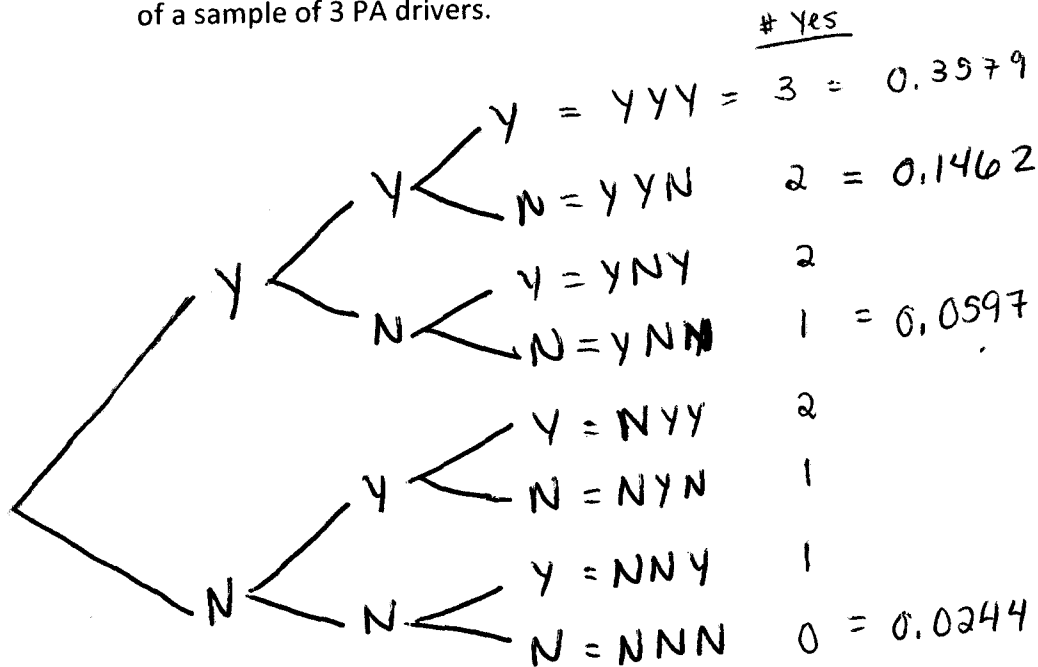 of a sample of 3 PA drivers.
# Yes
Y = YYY = 3 = 0.3579
Y
N = YYN 2 = 0.1462
Y
Y = YNY 2
N
N = YNN 1 = 0.0597
Y = NYY 2
Y
N = NYN 1
N
Y = NNY 1
N
N = NNN 0 = 0.0244